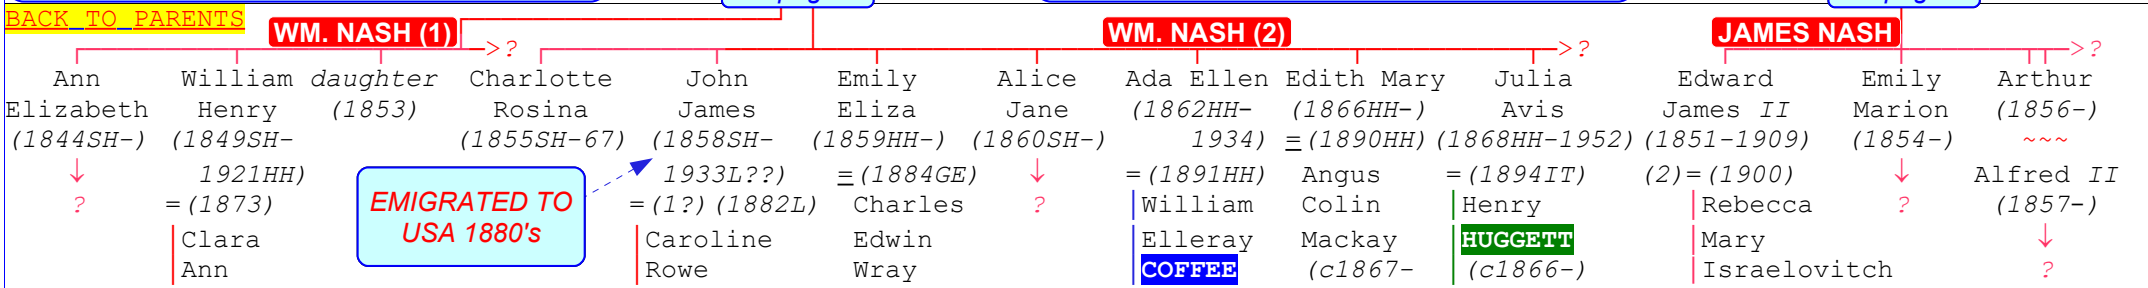 BACK TO PARENTS
WM. NASH (1)
WM. NASH (2)
JAMES NASH
>?
>?
>?
Ann
Elizabeth
(1844SH-)
↓
?
William
Henry
(1849SH-
1921HH)
=(1873)
Clara
Ann
daughter
(1853)
Charlotte
Rosina
(1855SH-67)
EMIGRATED TO
USA 1880's
John
James
(1858SH-
1933L??)
=(1?)(1882L)
Caroline
Rowe
Emily
Eliza
(1859HH-)
=(1884GE)
Charles
Edwin
Wray
Alice
Jane
(1860SH-)
↓
?
Ada Ellen
(1862HH-
1934)
=(1891HH)
William
Elleray
COFFEE
Edith Mary
(1866HH-)
=(1890HH)
Angus
Colin
Mackay
(c1867-
Julia
Avis
(1868HH-1952)
=(1894IT)
Henry
HUGGETT
(c1866-)
Edward
James II
(1851-1909)
(2)=(1900)
Rebecca
Mary
Israelovitch
Emily
Marion
(1854-)
↓
?
Arthur
(1856-)
~~~
Alfred II
(1857-)
↓
?